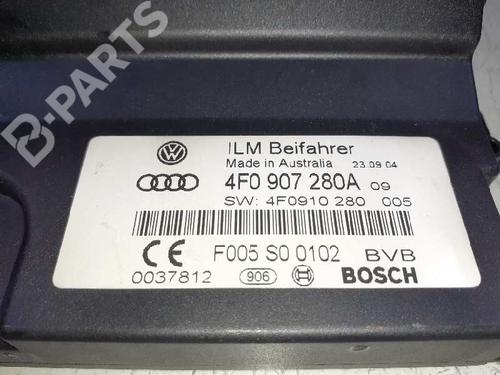 B-PARTS
ILM Beifahrer
Made in Australia 23.09.04
4F0 907 280A 09
SW: 4F0910 280 005
CE F005 S0 0102 BVB
0037812 906 BOSCH